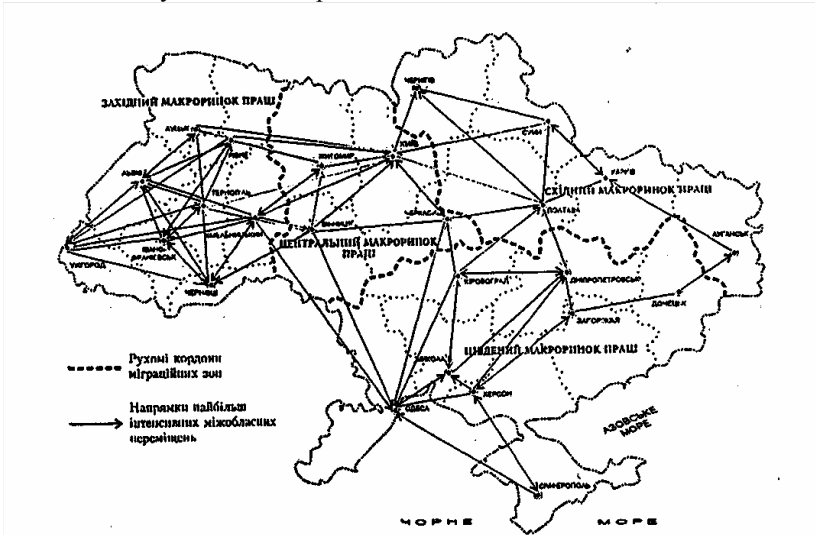 ЧЕРНІГІВ
ЗАХІДНИЙ МАКРОРИНОК ПРАЦІ
ЛУЦЬК
СУМИ
РІВНЕ
КИЇВ
ЖИТОМИР
ЛЬВІВ
ХАРКІВ
ТЕРНОПІЛЬ
СХІДНИЙ МАКРОРИНОК ПРАЦІ
ПОЛТАВА
ЧЕРКАСИ
ЛУГАНСЬК
ІВАНО
ФРАНКІВСЬК
ЦЕНТРАЛЬНИЙ МАКРОРИНОК
ПРАЦІ
УЖГОРОД
КІРОВОГРАД
ДНІПРОПЕТРОВСЬК
ЧЕРНІВЦІ
ДОНЕЦЬК
ЗАПОРІЖЖЯ
ПІВДЕННИЙ МАКРОРИНОК ПРАЦІ
Рухомі кордони
міграційних зон
ХЕРСОН
Напрямки найбільш
інтенсивних міжобласних
переміщень
ОДЕСА
АЗОВСЬКЕ
МОРЕ
СІМФЕРОПОЛЬ
ЧОРНЕ МОРЕ